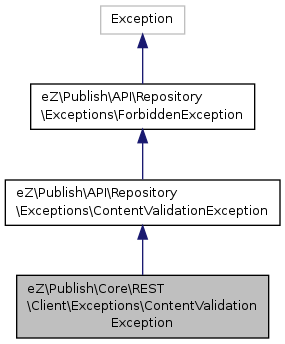 Exception
eZ\Publish\API\Repository
\Exceptions\ForbiddenException
eZ\Publish\API\Repository
\Exceptions\ContentValidationException
eZ\Publish\Core\REST
\Client\Exceptions\ContentValidation
Exception